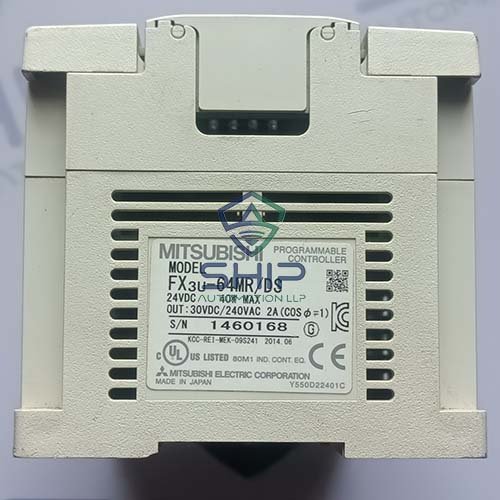 MITSUBISHI
PROGRAMMABLE
CONTROLLER
MODEL
FX3U-64MR/DS
24VDC 40W MAX
OUT:30VDC/240VAC 2A(COS φ=1)
S/N 1460168 G
KCC-REI-MEK-09S241 2014.06
C UL US LISTED 80M1 IND. CONT. EQ.
MITSUBISHI ELECTRIC CORPORATION
MADE IN JAPAN Y550D22401C
SHIP
AUTOMATION LLP